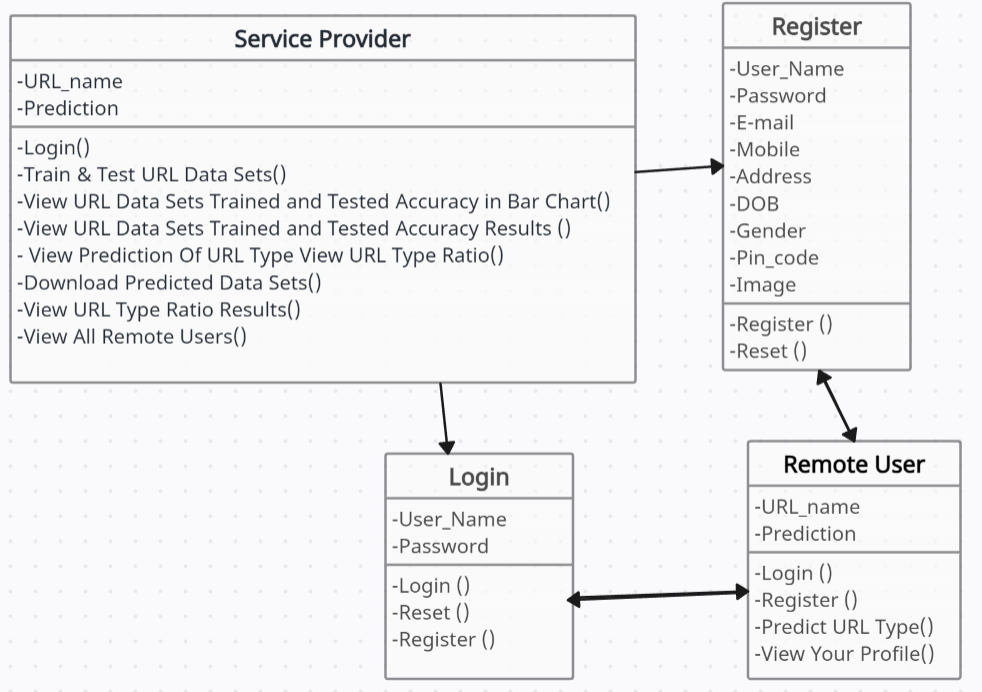 Service Provider
-URL_name
-Prediction
-Login()
-Train & Test URL Data Sets()
-View URL Data Sets Trained and Tested Accuracy in Bar Chart()
-View URL Data Sets Trained and Tested Accuracy Results ()
- View Prediction Of URL Type View URL Type Ratio()
-Download Predicted Data Sets()
-View URL Type Ratio Results()
-View All Remote Users()
Register
-User_Name
-Password
-E-mail
-Mobile
-Address
-DOB
-Gender
-Pin_code
-Image
-Register ()
-Reset ()
Login
-User_Name
-Password
-Login ()
-Reset ()
-Register ()
Remote User
-URL_name
-Prediction
-Login ()
-Register ()
-Predict URL Type()
-View Your Profile()